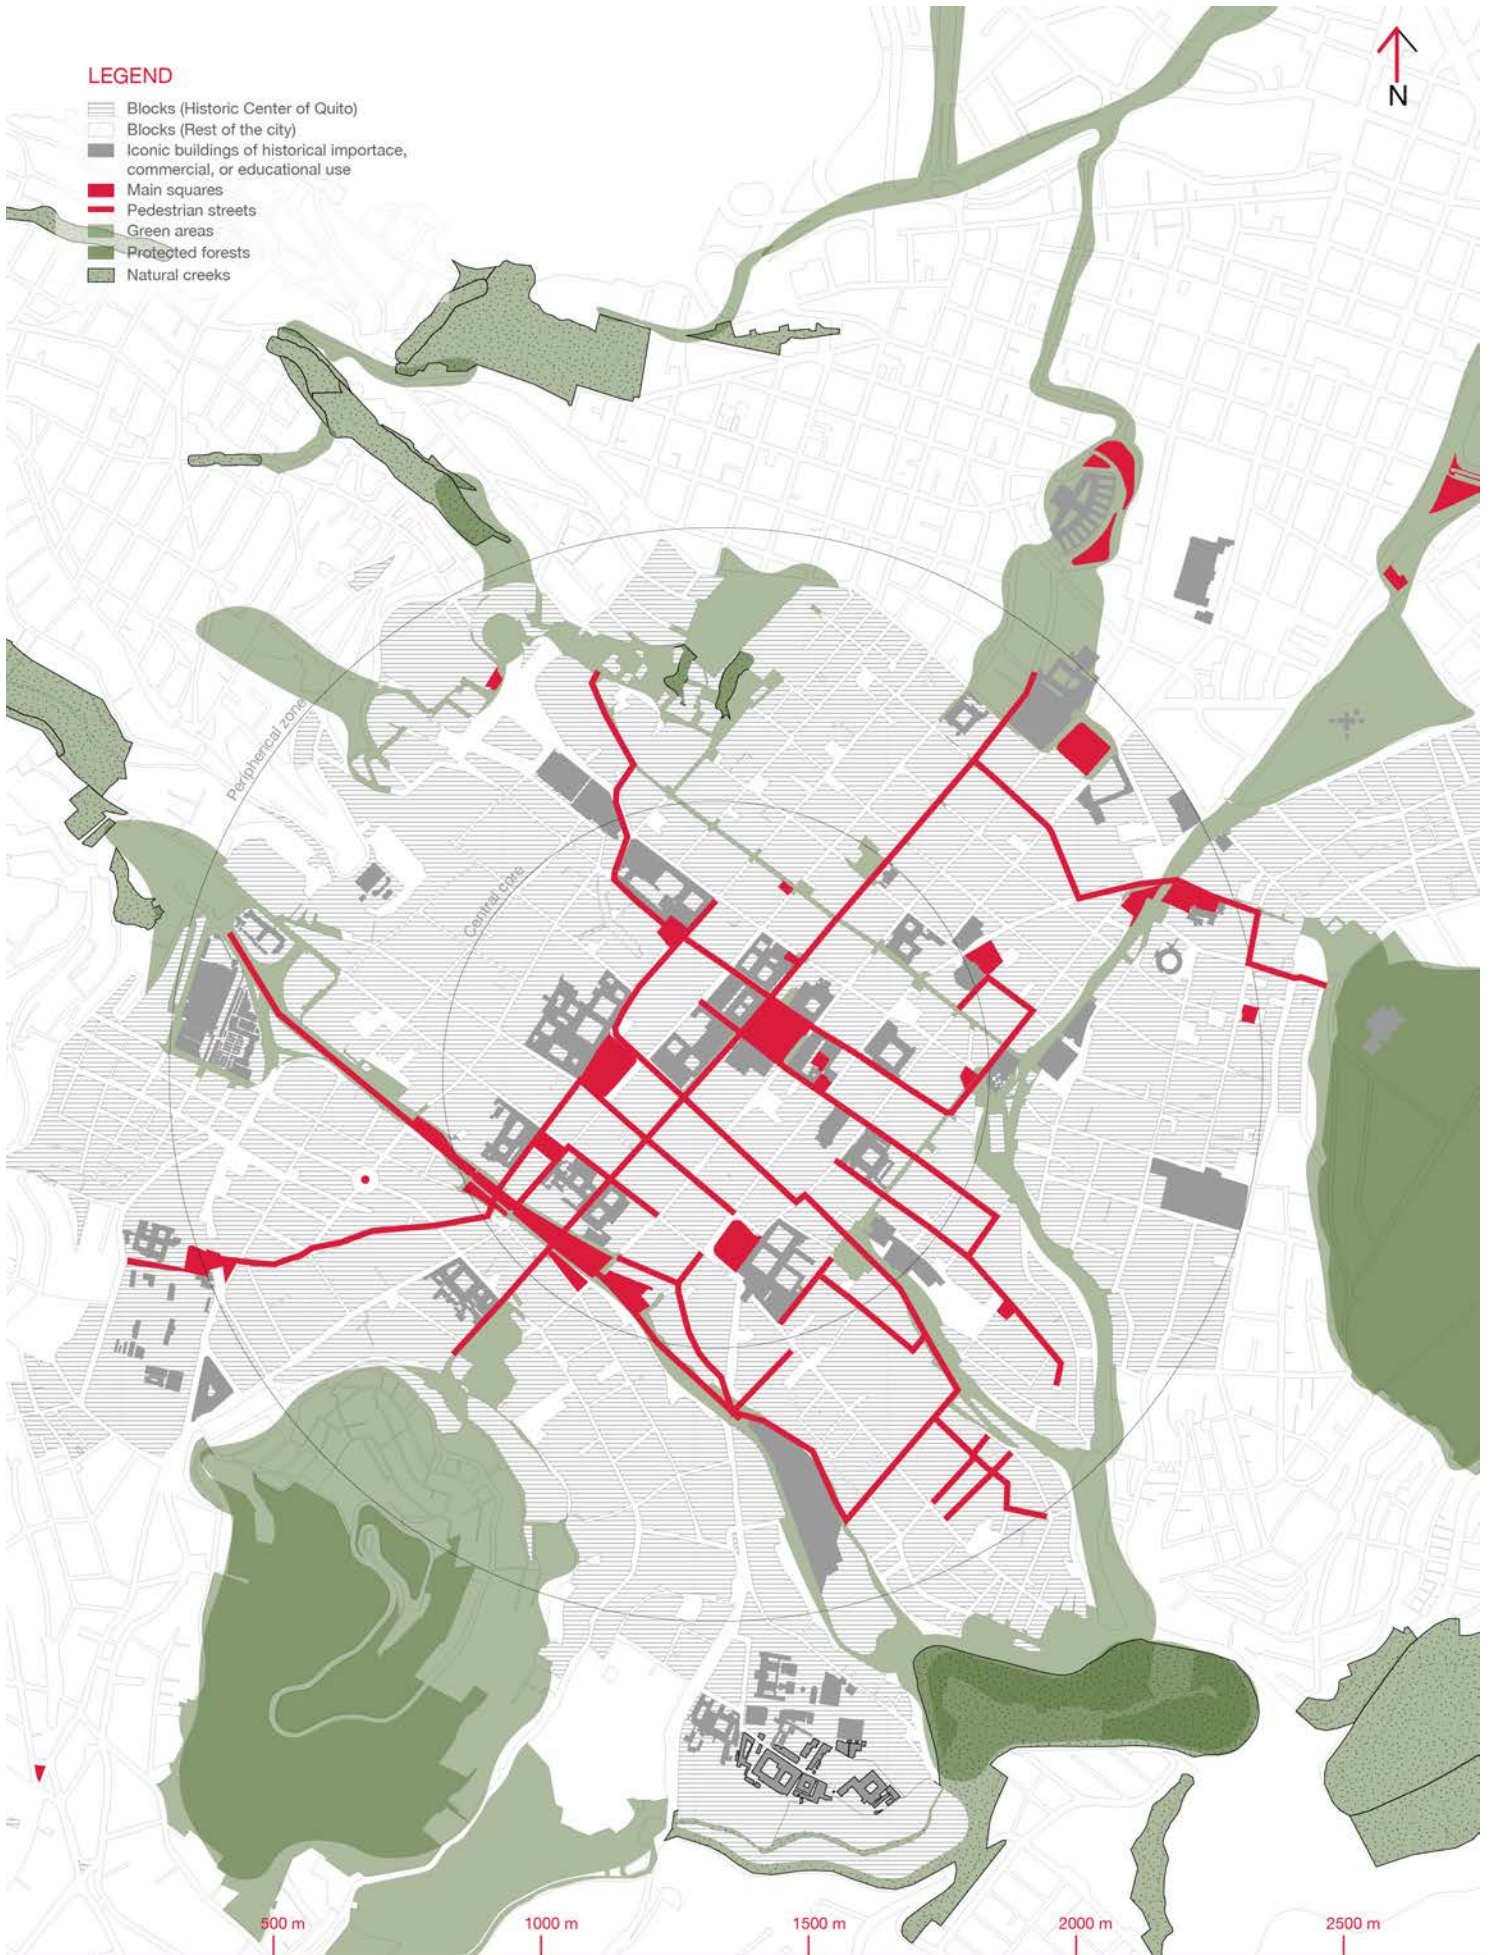 LEGEND
Blocks (Historic Center of Quito)
Blocks (Rest of the city)
Iconic buildings of historical importace,
commercial, or educational use
Main squares
Pedestrian streets
Green areas
Protected forests
Natural creeks
N
Peripherical zone
Central core
500 m
1000 m
1500 m
2000 m
2500 m